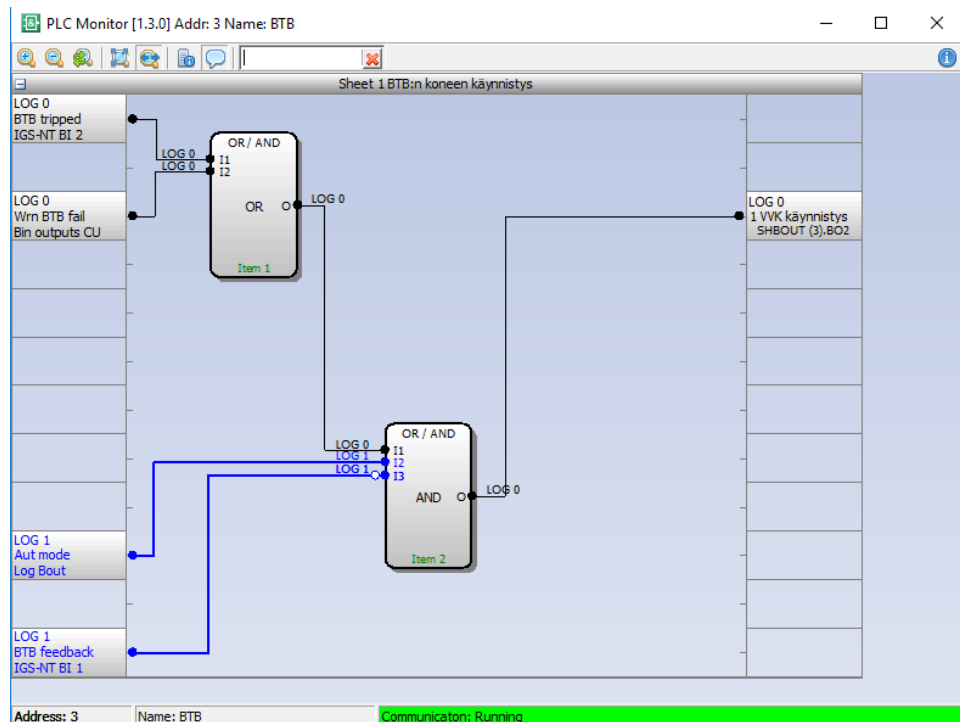 PLC Monitor [1.3.0] Addr: 3 Name: BTB
Sheet 1 BTB:n koneen käynnistys
LOG 0
BTB tripped
IGS-NT BI 2
LOG 0
LOG 0
OR / AND
I1
I2
OR O
LOG 0
Item 1
LOG 0
Wrn BTB fail
Bin outputs CU
LOG 0
1 VVK käynnistys
SHBOUT (3).BO2
LOG 0
LOG 1
LOG 1
OR / AND
I1
I2
I3
AND O
LOG 0
Item 2
LOG 1
Aut mode
Log Bout
LOG 1
BTB feedback
IGS-NT BI 1
Address: 3
Name: BTB
Communicaton: Running